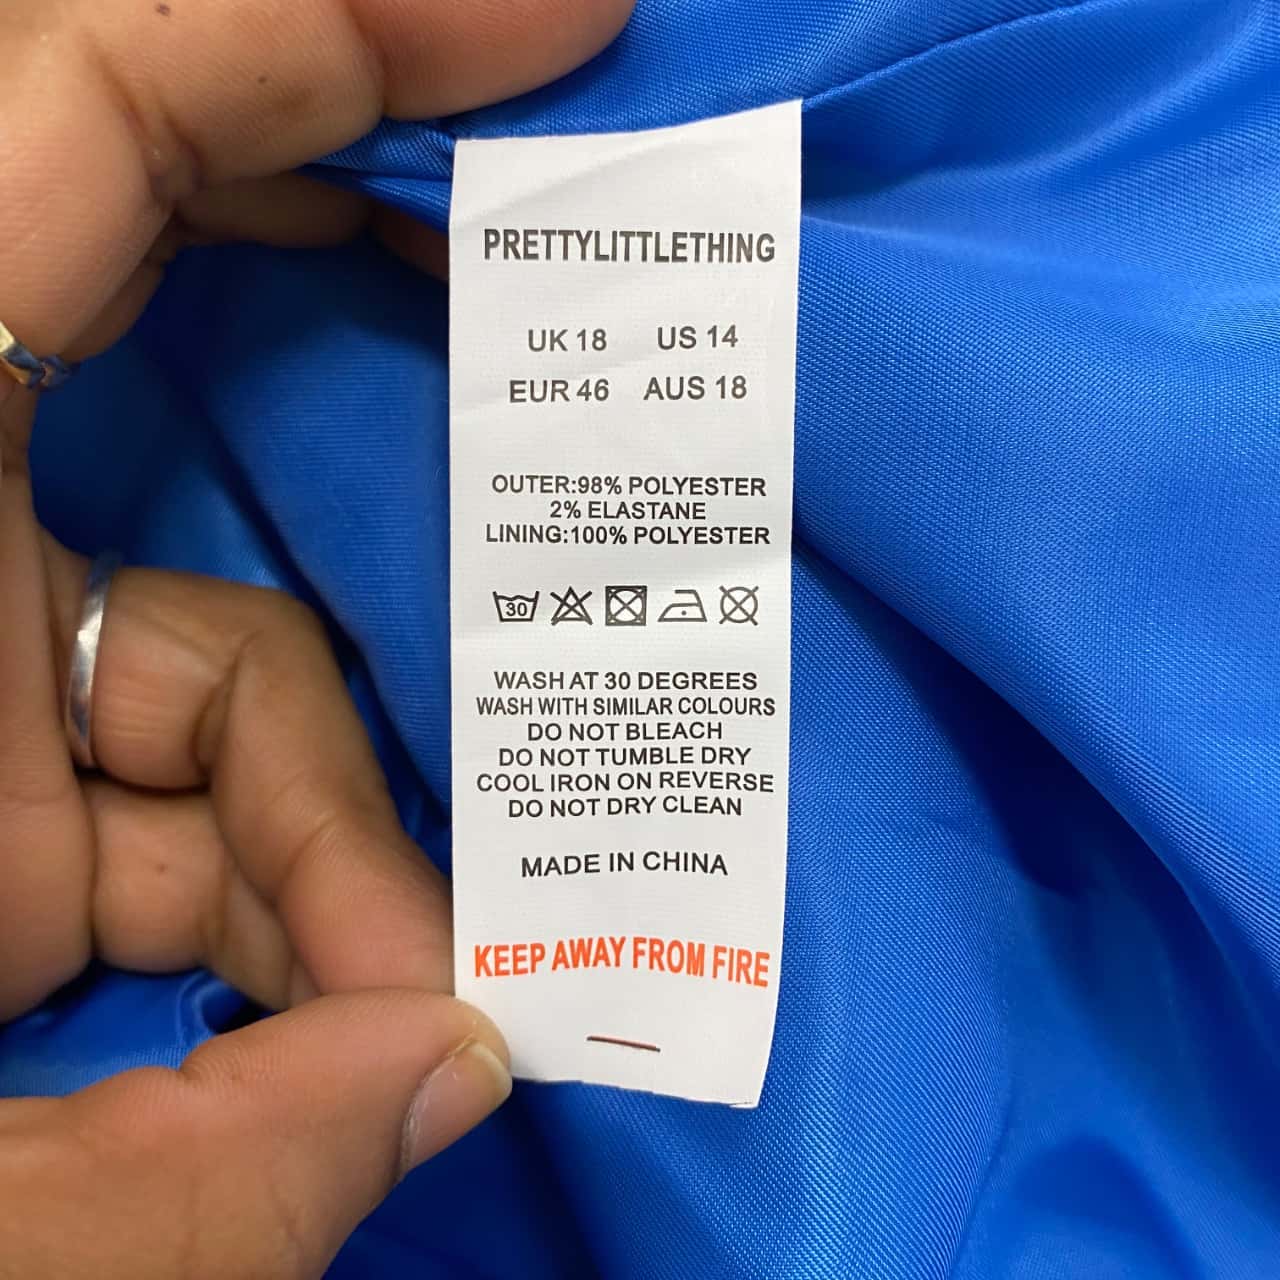 PRETTYLITTLETHING
UK 18 US 14
EUR 46 AUS 18
OUTER:98% POLYESTER
2% ELASTANE
LINING:100% POLYESTER
30
WASH AT 30 DEGREES
WASH WITH SIMILAR COLOURS
DO NOT BLEACH
DO NOT TUMBLE DRY
COOL IRON ON REVERSE
DO NOT DRY CLEAN
MADE IN CHINA
KEEP AWAY FROM FIRE